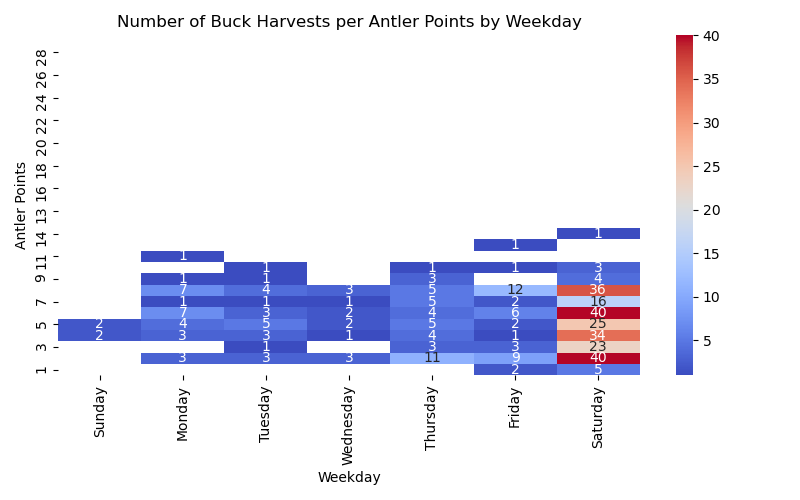 Number of Buck Harvests per Antler Points by Weekday
Antler Points
28
26
24
22
20
18
16
13
14
11
9
7
5
3
1
1
1
1
1 1 1 3
1 1 3 4
7 4 3 5 12 36
1 1 1 5 2 16
7 3 2 4 6 40
2 4 5 2 5 2 25
2 3 3 1 4 1 34
1 3 3 23
3 3 3 11 9 40
2 5
Sunday
Monday
Tuesday
Wednesday
Thursday
Friday
Saturday
Weekday
40
35
30
25
20
15
10
5